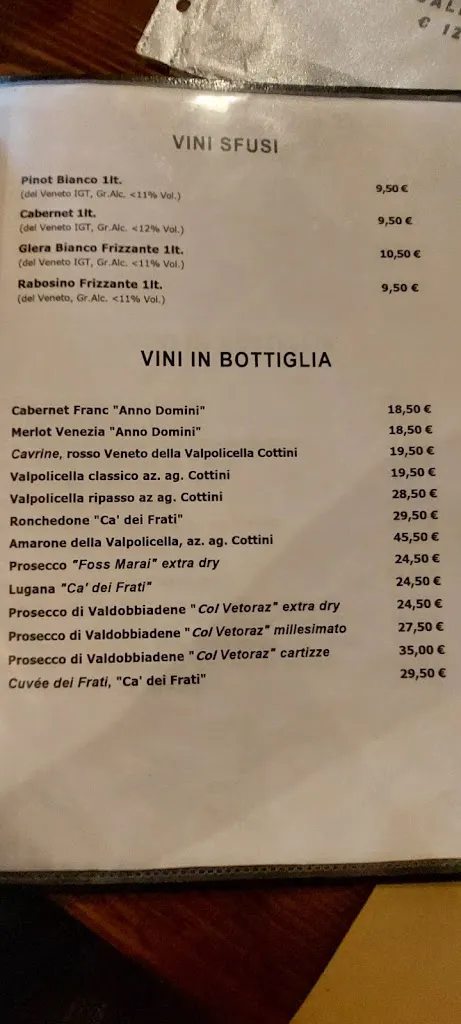 € 12
VINI SFUSI
Pinot Bianco 1lt. 9,50 €
(del Veneto IGT, Gr.Alc. <11% Vol.)
Cabernet 1lt. 9,50 €
(del Veneto IGT, Gr.Alc. <12% Vol.)
Glera Bianco Frizzante 1lt. 10,50 €
(del Veneto IGT, Gr.Alc. <11% Vol.)
Rabosino Frizzante 1lt. 9,50 €
(del Veneto, Gr.Alc. <11% Vol.)
VINI IN BOTTIGLIA
Cabernet Franc "Anno Domini" 18,50 €
Merlot Venezia "Anno Domini" 18,50 €
Cavrine, rosso Veneto della Valpolicella Cottini 19,50 €
Valpolicella classico az. ag. Cottini 19,50 €
Valpolicella ripasso az ag. Cottini 28,50 €
Ronchedone "Ca' dei Frati" 29,50 €
Amarone della Valpolicella, az. ag. Cottini 45,50 €
Prosecco "Foss Marai" extra dry 24,50 €
Lugana "Ca' dei Frati" 24,50 €
Prosecco di Valdobbiadene "Col Vetoraz" extra dry 24,50 €
Prosecco di Valdobbiadene "Col Vetoraz" millesimato 27,50 €
Prosecco di Valdobbiadene "Col Vetoraz" cartizze 35,00 €
Cuvée dei Frati, "Ca' dei Frati" 29,50 €